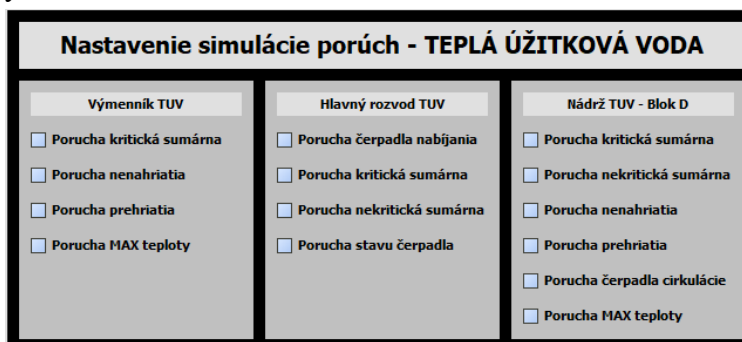 Nastavenie simulácie porúch - TEPLÁ ÚŽITKOVÁ VODA
Výmenník TUV
Porucha kritická sumárna
Porucha nenahriatia
Porucha prehriatia
Porucha MAX teploty
Hlavný rozvod TUV
Porucha čerpadla nabíjania
Porucha kritická sumárna
Porucha nekritická sumárna
Porucha stavu čerpadla
Nádrž TUV - Blok D
Porucha kritická sumárna
Porucha nekritická sumárna
Porucha nenahriatia
Porucha prehriatia
Porucha čerpadla cirkulácie
Porucha MAX teploty